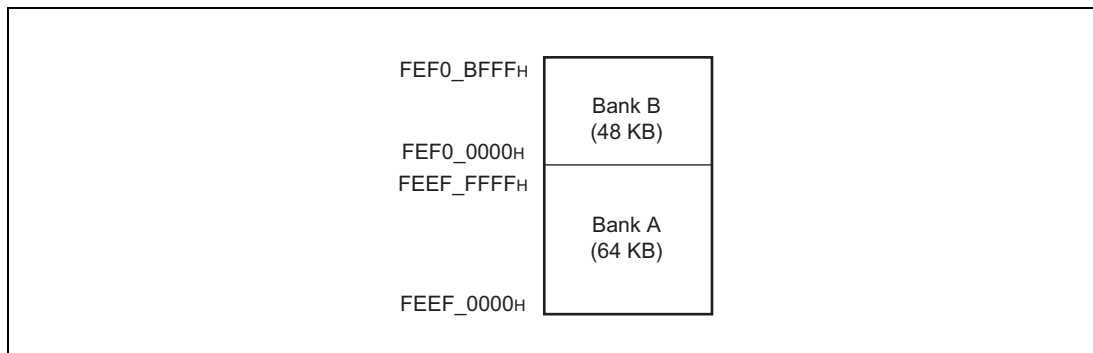 FEF0_BFFFH
Bank B
(48 KB)
FEF0_0000H
FEEF_FFFFH
Bank A
(64 KB)
FEEF_0000H